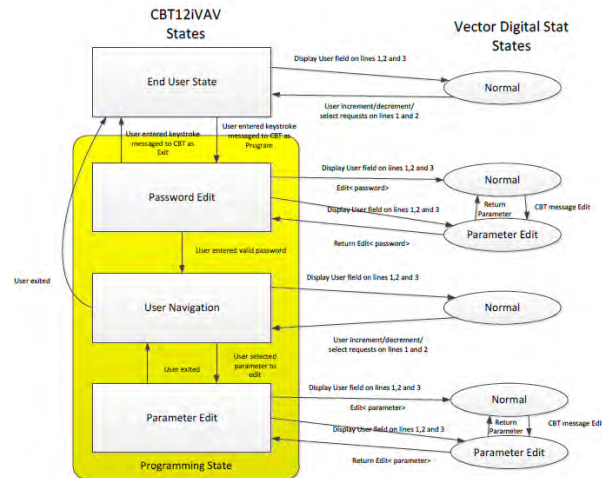 CBT12iVAV
States
Vector Digital Stat
States
Display User field on lines 1,2 and 3
End User State
Normal
User increment/decrement/
select requests on lines 1 and 2
User entered keystroke
messaged to CBT as
Exit
User entered keystroke
messaged to CBT as
Program
Display User field on lines 1,2 and 3
Normal
Edit< password>
Password Edit
Return
Parameter
CBT message Edit
Display User field on lines 1,2 and 3
Parameter Edit
Return Edit< password>
User entered valid password
User exited
Display User field on lines 1,2 and 3
User Navigation
Normal
User increment/decrement/
select requests on lines 1 and 2
User exited
User selected
parameter to
edit
Display User field on lines 1,2 and 3
Normal
Edit< parameter>
Parameter Edit
Return
Parameter
CBT message Edit
Display User field on lines 1,2 and 3
Parameter Edit
Return Edit< parameter>
Programming State